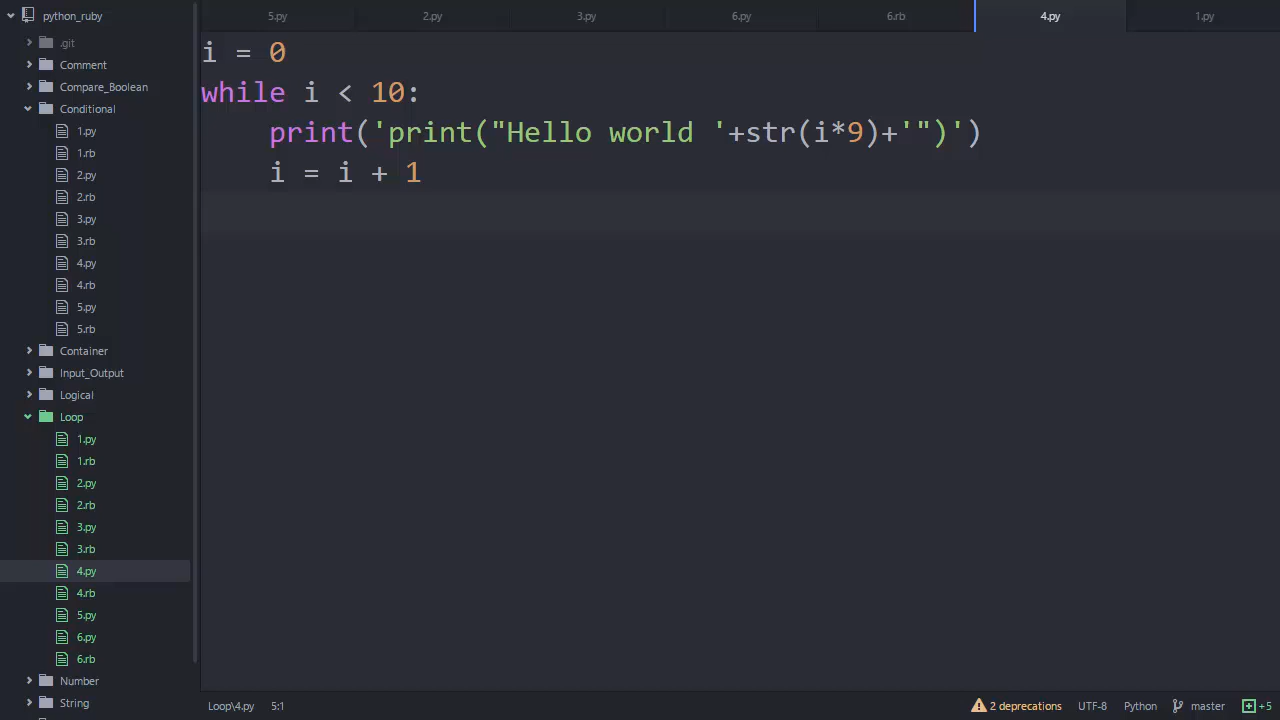 python_ruby
.git
Comment
Compare_Boolean
Conditional
1.py
1.rb
2.py
2.rb
3.py
3.rb
4.py
4.rb
5.py
5.rb
Container
Input_Output
Logical
Loop
1.py
1.rb
2.py
2.rb
3.py
3.rb
4.py
4.rb
5.py
6.py
6.rb
Number
String
5.py 2.py 3.py 6.py 6.rb 4.py 1.py
i = 0
while i < 10:
    print('print("Hello world '+str(i*9)+'")')
    i = i + 1
Loop\4.py 5:1 2 deprecations UTF-8 Python master +5